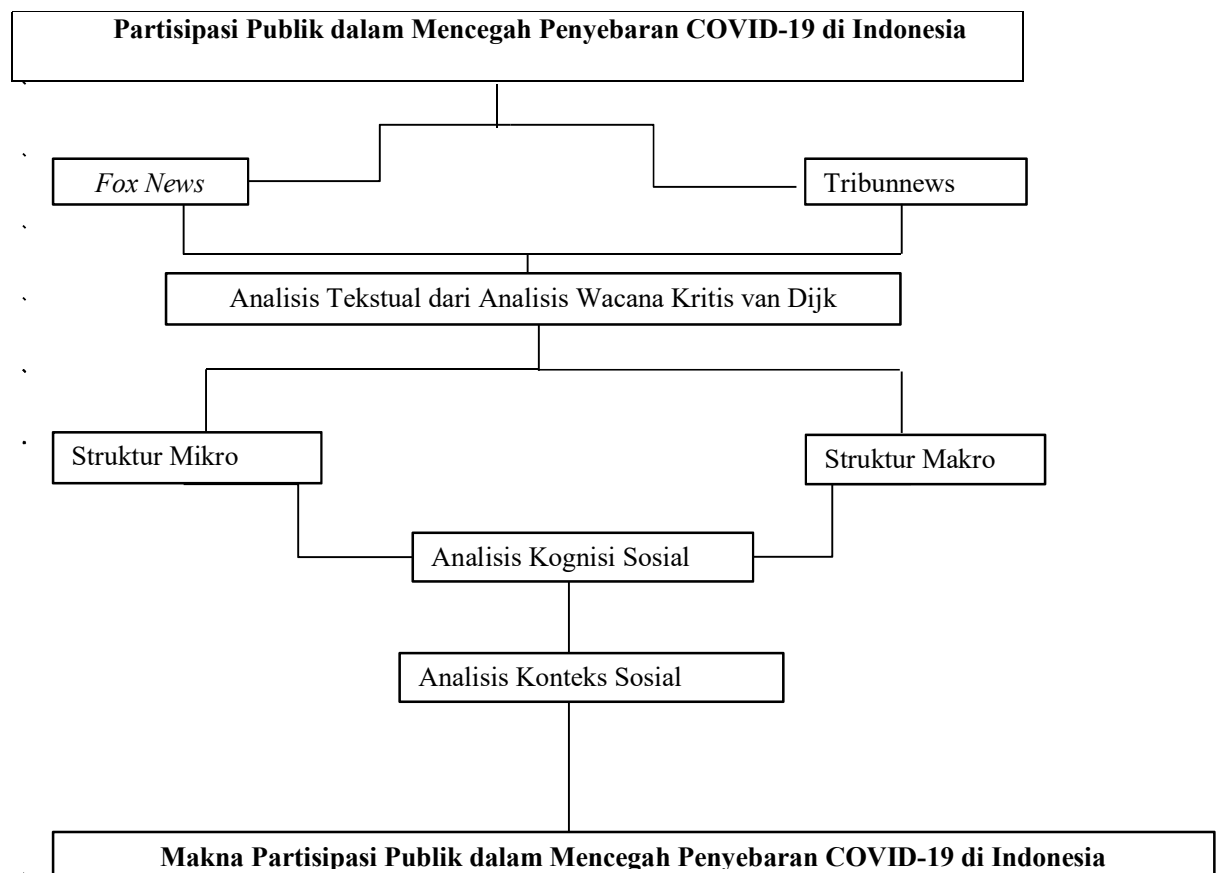 Partisipasi Publik dalam Mencegah Penyebaran COVID-19 di Indonesia
Fox News
Tribunnews
Analisis Tekstual dari Analisis Wacana Kritis van Dijk
Struktur Mikro
Struktur Makro
Analisis Kognisi Sosial
Analisis Konteks Sosial
Makna Partisipasi Publik dalam Mencegah Penyebaran COVID-19 di Indonesia